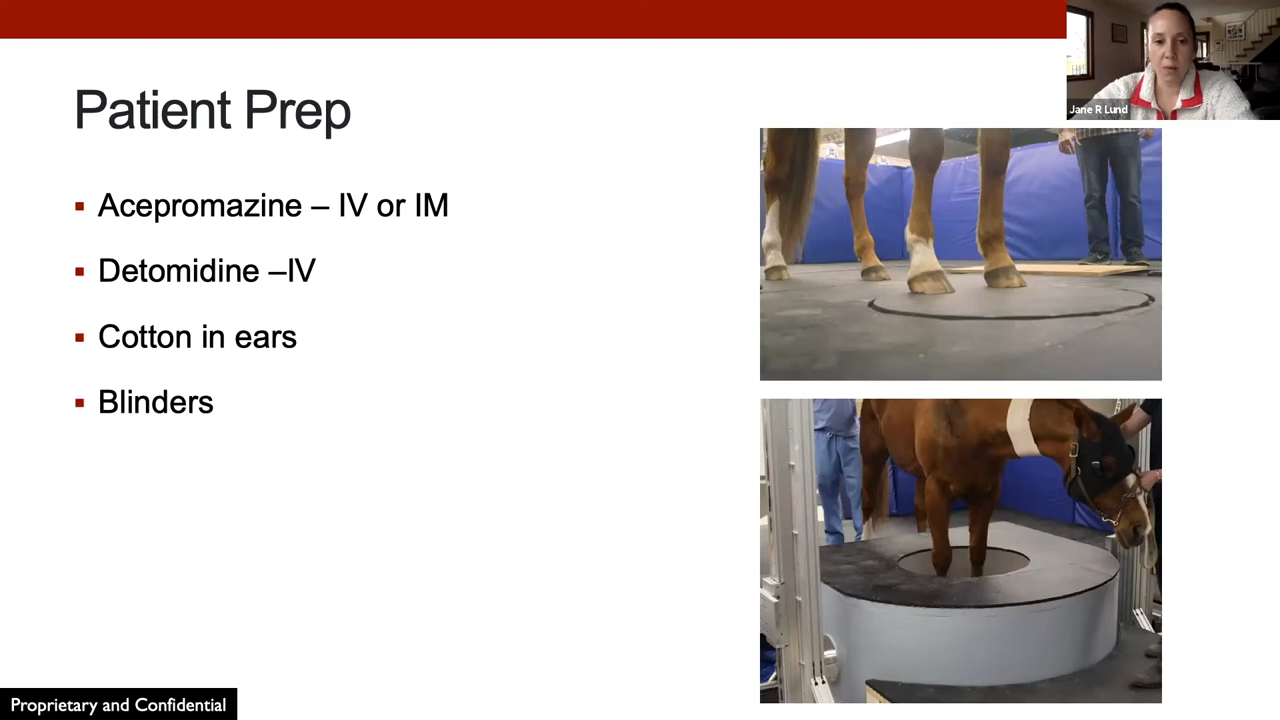 Jane R Lund
Patient Prep
▪ Acepromazine – IV or IM
▪ Detomidine –IV
▪ Cotton in ears
▪ Blinders
Proprietary and Confidential